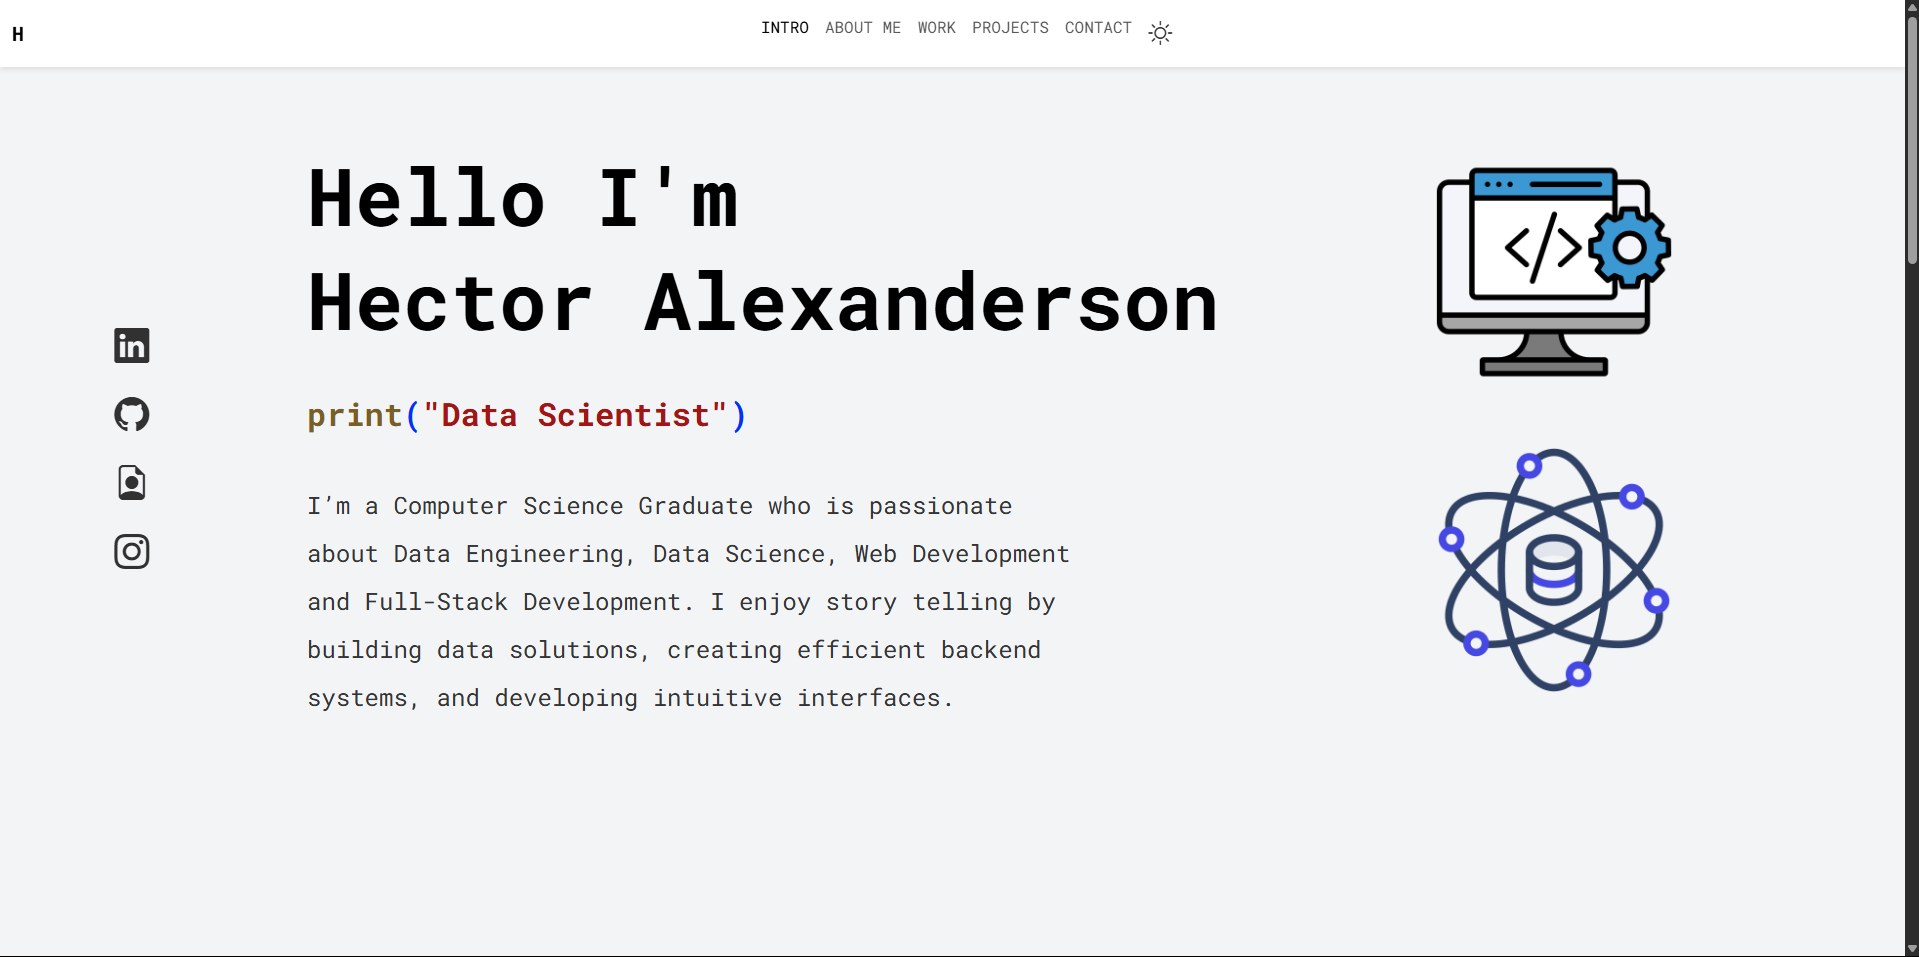 H
INTRO ABOUT ME WORK PROJECTS CONTACT
Hello I'm
Hector Alexanderson
print("Data Scientist")
I’m a Computer Science Graduate who is passionate
about Data Engineering, Data Science, Web Development
and Full-Stack Development. I enjoy story telling by
building data solutions, creating efficient backend
systems, and developing intuitive interfaces.